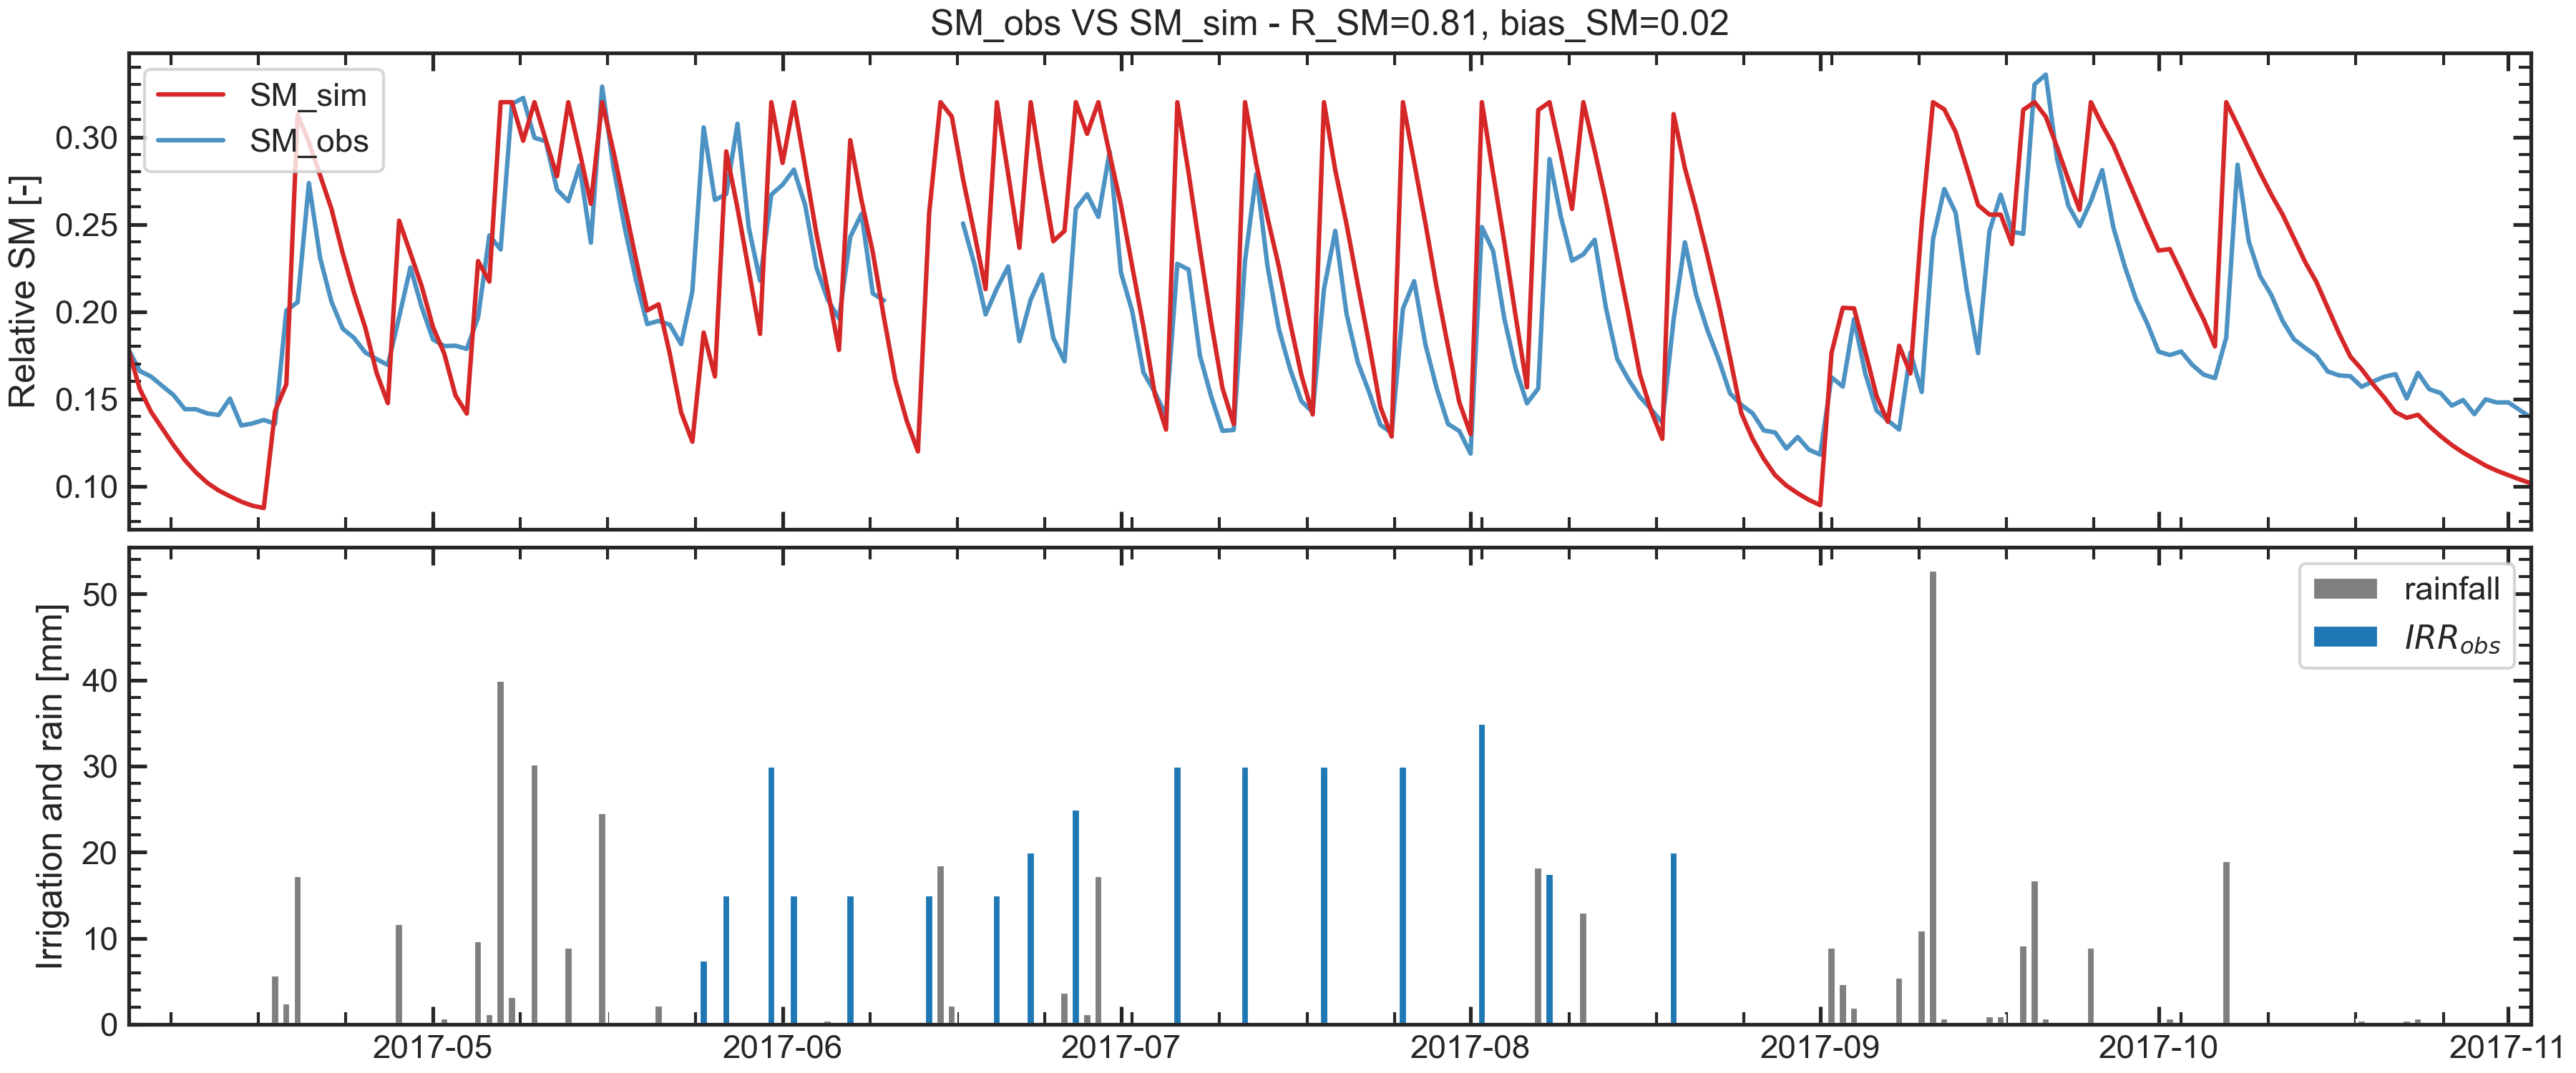 SM_obs VS SM_sim - R_SM=0.81, bias_SM=0.02
SM_sim
SM_obs
Relative SM [-]
0.30
0.25
0.20
0.15
0.10
rainfall
IRR_obs
Irrigation and rain [mm]
50
40
30
20
10
0
2017-05
2017-06
2017-07
2017-08
2017-09
2017-10
2017-11